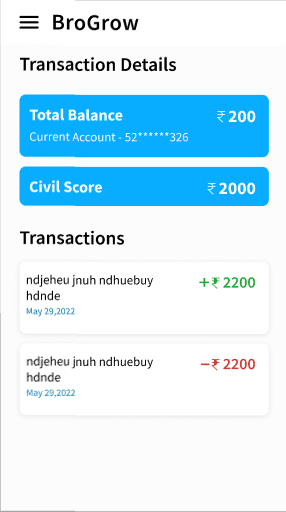 BroGrow
Transaction Details
Total Balance ₹ 200
Current Account - 52******326
Civil Score ₹ 2000
Transactions
ndjeheu jnuh ndhuebuy +₹ 2200
hdnde
May 29,2022
ndjeheu jnuh ndhuebuy −₹ 2200
hdnde
May 29,2022